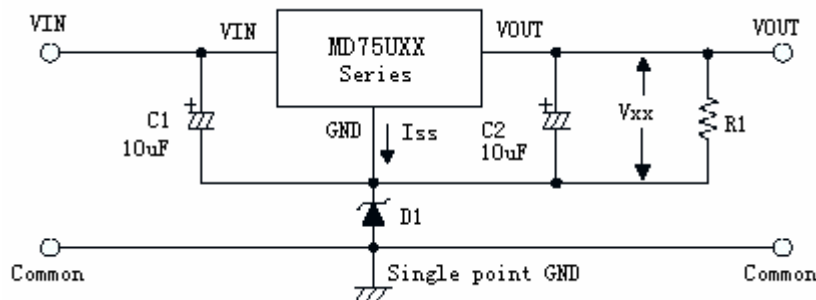 VIN
VIN
MD75UXX
Series
VOUT
VOUT
C1
10uF
GND
Iss
C2
10uF
Vxx
R1
D1
Common
Single point GND
Common